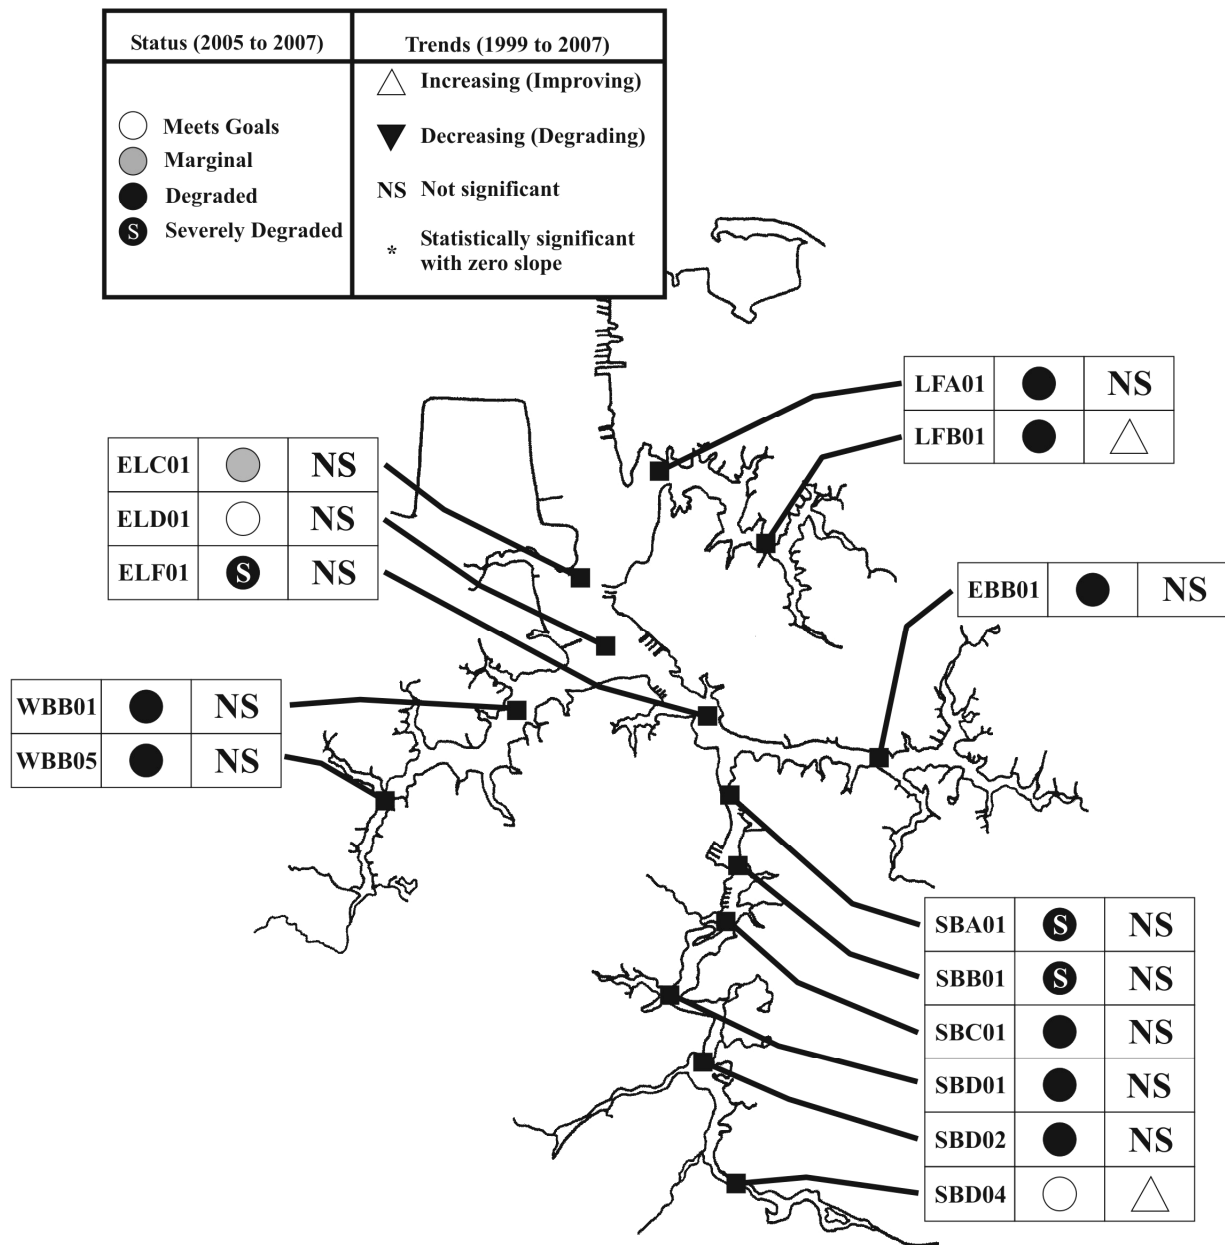 Status (2005 to 2007)
Trends (1999 to 2007)
Meets Goals
Marginal
Degraded
S Severely Degraded
Increasing (Improving)
Decreasing (Degrading)
NS Not significant
* Statistically significant
with zero slope
LFA01 NS
LFB01
ELC01 NS
ELD01 NS
ELF01 S NS
EBB01 NS
WBB01 NS
WBB05 NS
SBA01 S NS
SBB01 S NS
SBC01 NS
SBD01 NS
SBD02 NS
SBD04